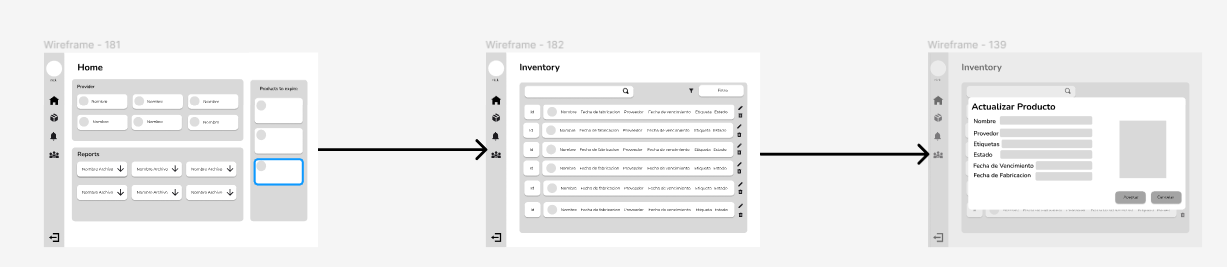 Wireframe - 181
Home
Provider
Nombre
Nombre
Nombre
Nombre
Nombre
Nombre
Reports
Nombre Archivo
Nombre Archivo
Nombre Archivo
Nombre Archivo
Nombre Archivo
Nombre Archivo
Products to expire
Wireframe - 182
Inventory
Filtro
Id Nombre Fecha de fabricacion Proveedor Fecha de vencimiento Etiqueta Estado
Id Nombre Fecha de fabricacion Proveedor Fecha de vencimiento Etiqueta Estado
Id Nombre Fecha de fabricacion Proveedor Fecha de vencimiento Etiqueta Estado
Id Nombre Fecha de fabricacion Proveedor Fecha de vencimiento Etiqueta Estado
Id Nombre Fecha de fabricacion Proveedor Fecha de vencimiento Etiqueta Estado
Id Nombre Fecha de fabricacion Proveedor Fecha de vencimiento Etiqueta Estado
Wireframe - 139
Inventory
Actualizar Producto
Nombre
Provedor
Etiquetas
Estado
Fecha de Vencimiento
Fecha de Fabricacion
Cancelar